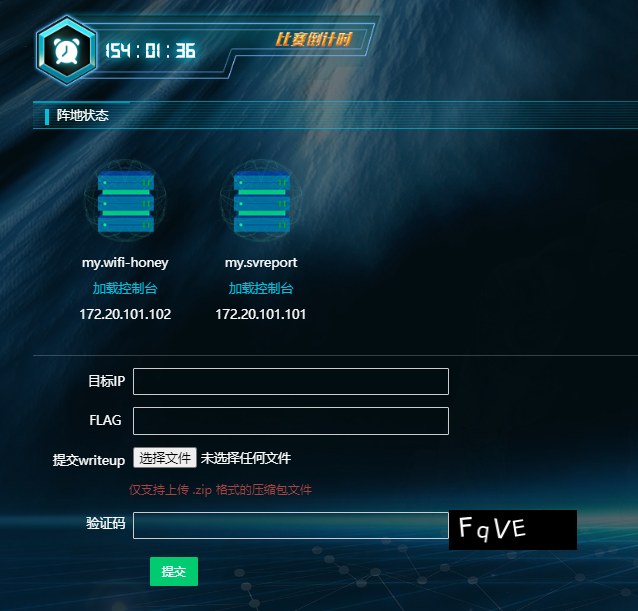 154 : 01 : 36
比赛倒计时
阵地状态
my.wifi-honey my.svreport
加载控制台 加载控制台
172.20.101.102 172.20.101.101
目标IP
FLAG
提交writeup 选择文件 未选择任何文件
仅支持上传 .zip 格式的压缩包文件
验证码 FqVE
提交